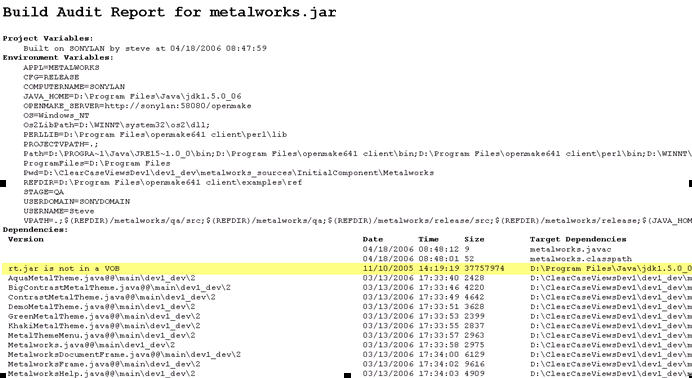 Build Audit Report for metalworks.jar
Project Variables:
Built on SONYLAN by steve at 04/18/2006 08:47:59
Environment Variables:
APPL=METALWORKS
CFG=RELEASE
COMPUTERNAME=SONYLAN
JAVA_HOME=D:\Program Files\Java\jdk1.5.0_06
OPENMAKE_SERVER=http://sonylan:58080/openmake
OS=Windows_NT
Os2LibPath=D:\WINNT\system32\os2\dll;
PERLLIB=D:\Program Files\openmake641 client\perl\lib
PROJECTVPATH=.;
Path=D:\PROGRA~1\Java\JRE15~1.0_0\bin;D:\Program Files\openmake641 client\bin;D:\Program Files\openmake641 client\perl\bin;D:\WINNT\
ProgramFiles=D:\Program Files
Pwd=D:\ClearCaseViewsDev1\dev1_dev\metalworks_sources\InitialComponent\Metalworks
REFDIR=D:\Program Files\openmake641 client\examples\ref
STAGE=QA
USERDOMAIN=SONYDOMAIN
USERNAME=Steve
VPATH=.;$(REFDIR)/metalworks/qa/src;$(REFDIR)/metalworks/qa;$(REFDIR)/metalworks/release/src;$(REFDIR)/metalworks/release;$(JAVA_HOM
Dependencies:
Version Date Time Size Target Dependencies
04/18/2006 08:48:12 9 metalworks.javac
04/18/2006 08:48:01 52 metalworks.classpath
rt.jar is not in a VOB 11/10/2005 14:19:19 37757974 D:\Program Files\Java\jdk1.5.0_0
AquaMetalTheme.java@@\main\dev1_dev\2 03/13/2006 17:33:40 2428 D:\ClearCaseViewsDev1\dev1_dev\m
BigContrastMetalTheme.java@@\main\dev1_dev\2 03/13/2006 17:33:46 4220 D:\ClearCaseViewsDev1\dev1_dev\m
ContrastMetalTheme.java@@\main\dev1_dev\2 03/13/2006 17:33:49 4642 D:\ClearCaseViewsDev1\dev1_dev\m
DemoMetalTheme.java@@\main\dev1_dev\2 03/13/2006 17:33:51 3628 D:\ClearCaseViewsDev1\dev1_dev\m
GreenMetalTheme.java@@\main\dev1_dev\2 03/13/2006 17:33:53 2399 D:\ClearCaseViewsDev1\dev1_dev\m
KhakiMetalTheme.java@@\main\dev1_dev\2 03/13/2006 17:33:55 2837 D:\ClearCaseViewsDev1\dev1_dev\m
MetalThemeMenu.java@@\main\dev1_dev\2 03/13/2006 17:33:57 2963 D:\ClearCaseViewsDev1\dev1_dev\m
Metalworks.java@@\main\dev1_dev\2 03/13/2006 17:33:58 2975 D:\ClearCaseViewsDev1\dev1_dev\m
MetalworksDocumentFrame.java@@\main\dev1_dev\2 03/13/2006 17:34:00 6129 D:\ClearCaseViewsDev1\dev1_dev\m
MetalworksFrame.java@@\main\dev1_dev\2 03/13/2006 17:34:02 9616 D:\ClearCaseViewsDev1\dev1_dev\m
MetalworksHelp.java@@\main\dev1_dev\2 03/13/2006 17:34:03 4909 D:\ClearCaseViewsDev1\dev1_dev\m